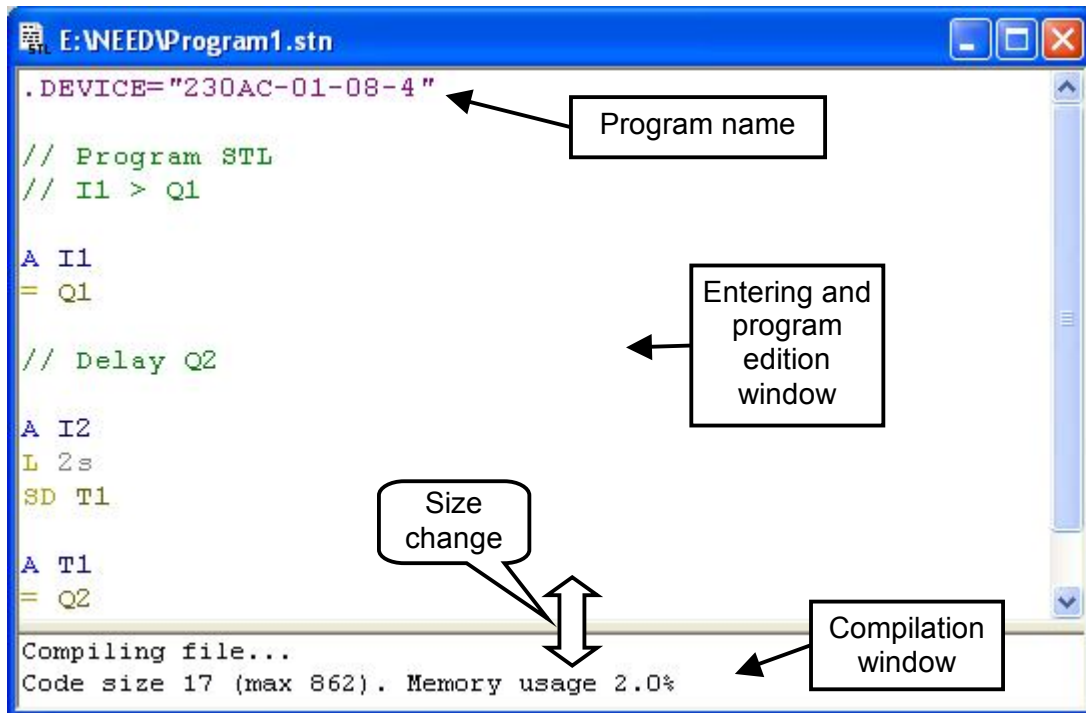 STL E:\NEED\Program1.stn
.DEVICE="230AC-01-08-4"
Program name
// Program STL
// I1 > Q1
A I1
= Q1
Entering and
program
edition
window
// Delay Q2
A I2
L 2s
SD T1
Size
change
A T1
= Q2
Compilation
window
Compiling file...
Code size 17 (max 862). Memory usage 2.0%